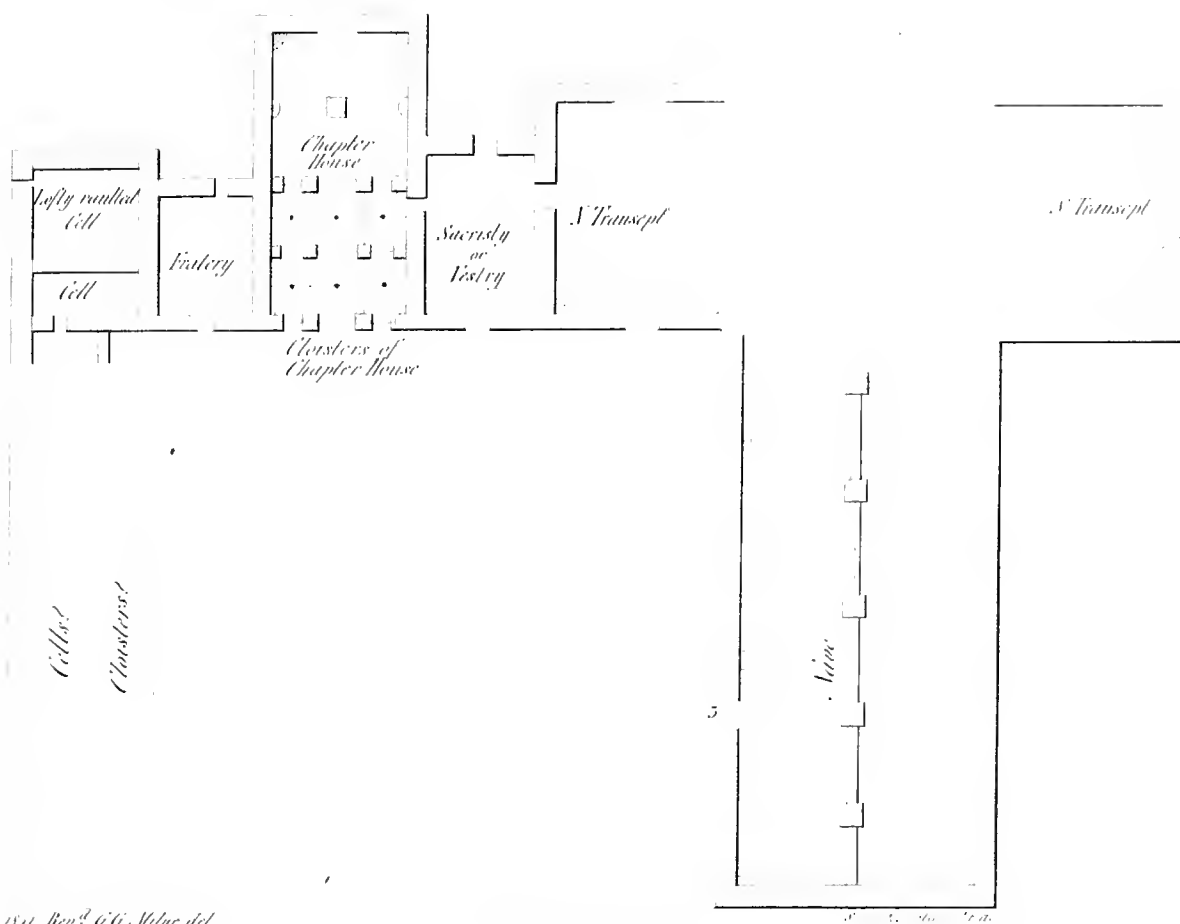 Chapter
House
Lofty vaulted
Cell
Cell
Fratery
Sacristy
or
Vestry
N Transept
S Transept
Cloisters of
Chapter House
Cells?
Cloisters?
Nave
5
Revd. G.G. Milne del